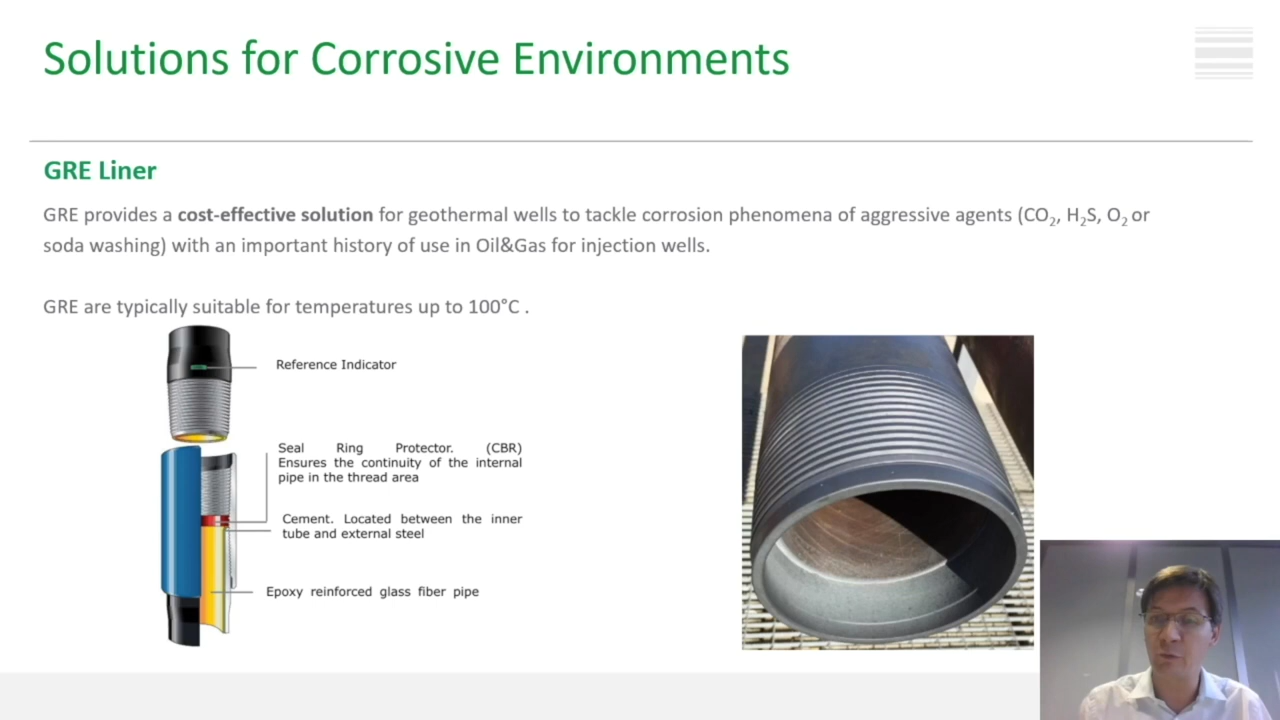 Solutions for Corrosive Environments
GRE Liner
GRE provides a cost-effective solution for geothermal wells to tackle corrosion phenomena of aggressive agents (CO₂, H₂S, O₂ or
soda washing) with an important history of use in Oil&Gas for injection wells.
GRE are typically suitable for temperatures up to 100°C .
Reference Indicator
Seal Ring Protector. (CBR)
Ensures the continuity of the internal
pipe in the thread area
Cement. Located between the inner
tube and external steel
Epoxy reinforced glass fiber pipe